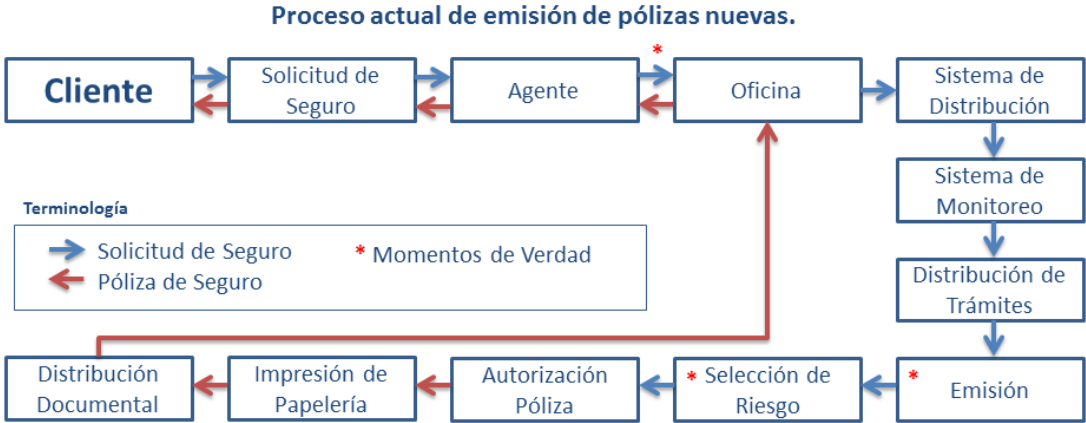 Proceso actual de emisión de pólizas nuevas.
*
Cliente
Solicitud de
Seguro
Agente
Oficina
Sistema de
Distribución
Sistema de
Monitoreo
Terminología
Solicitud de Seguro
* Momentos de Verdad
Póliza de Seguro
Distribución de
Trámites
Distribución
Documental
Impresión de
Papelería
Autorización
Póliza
* Selección de
Riesgo
*
Emisión